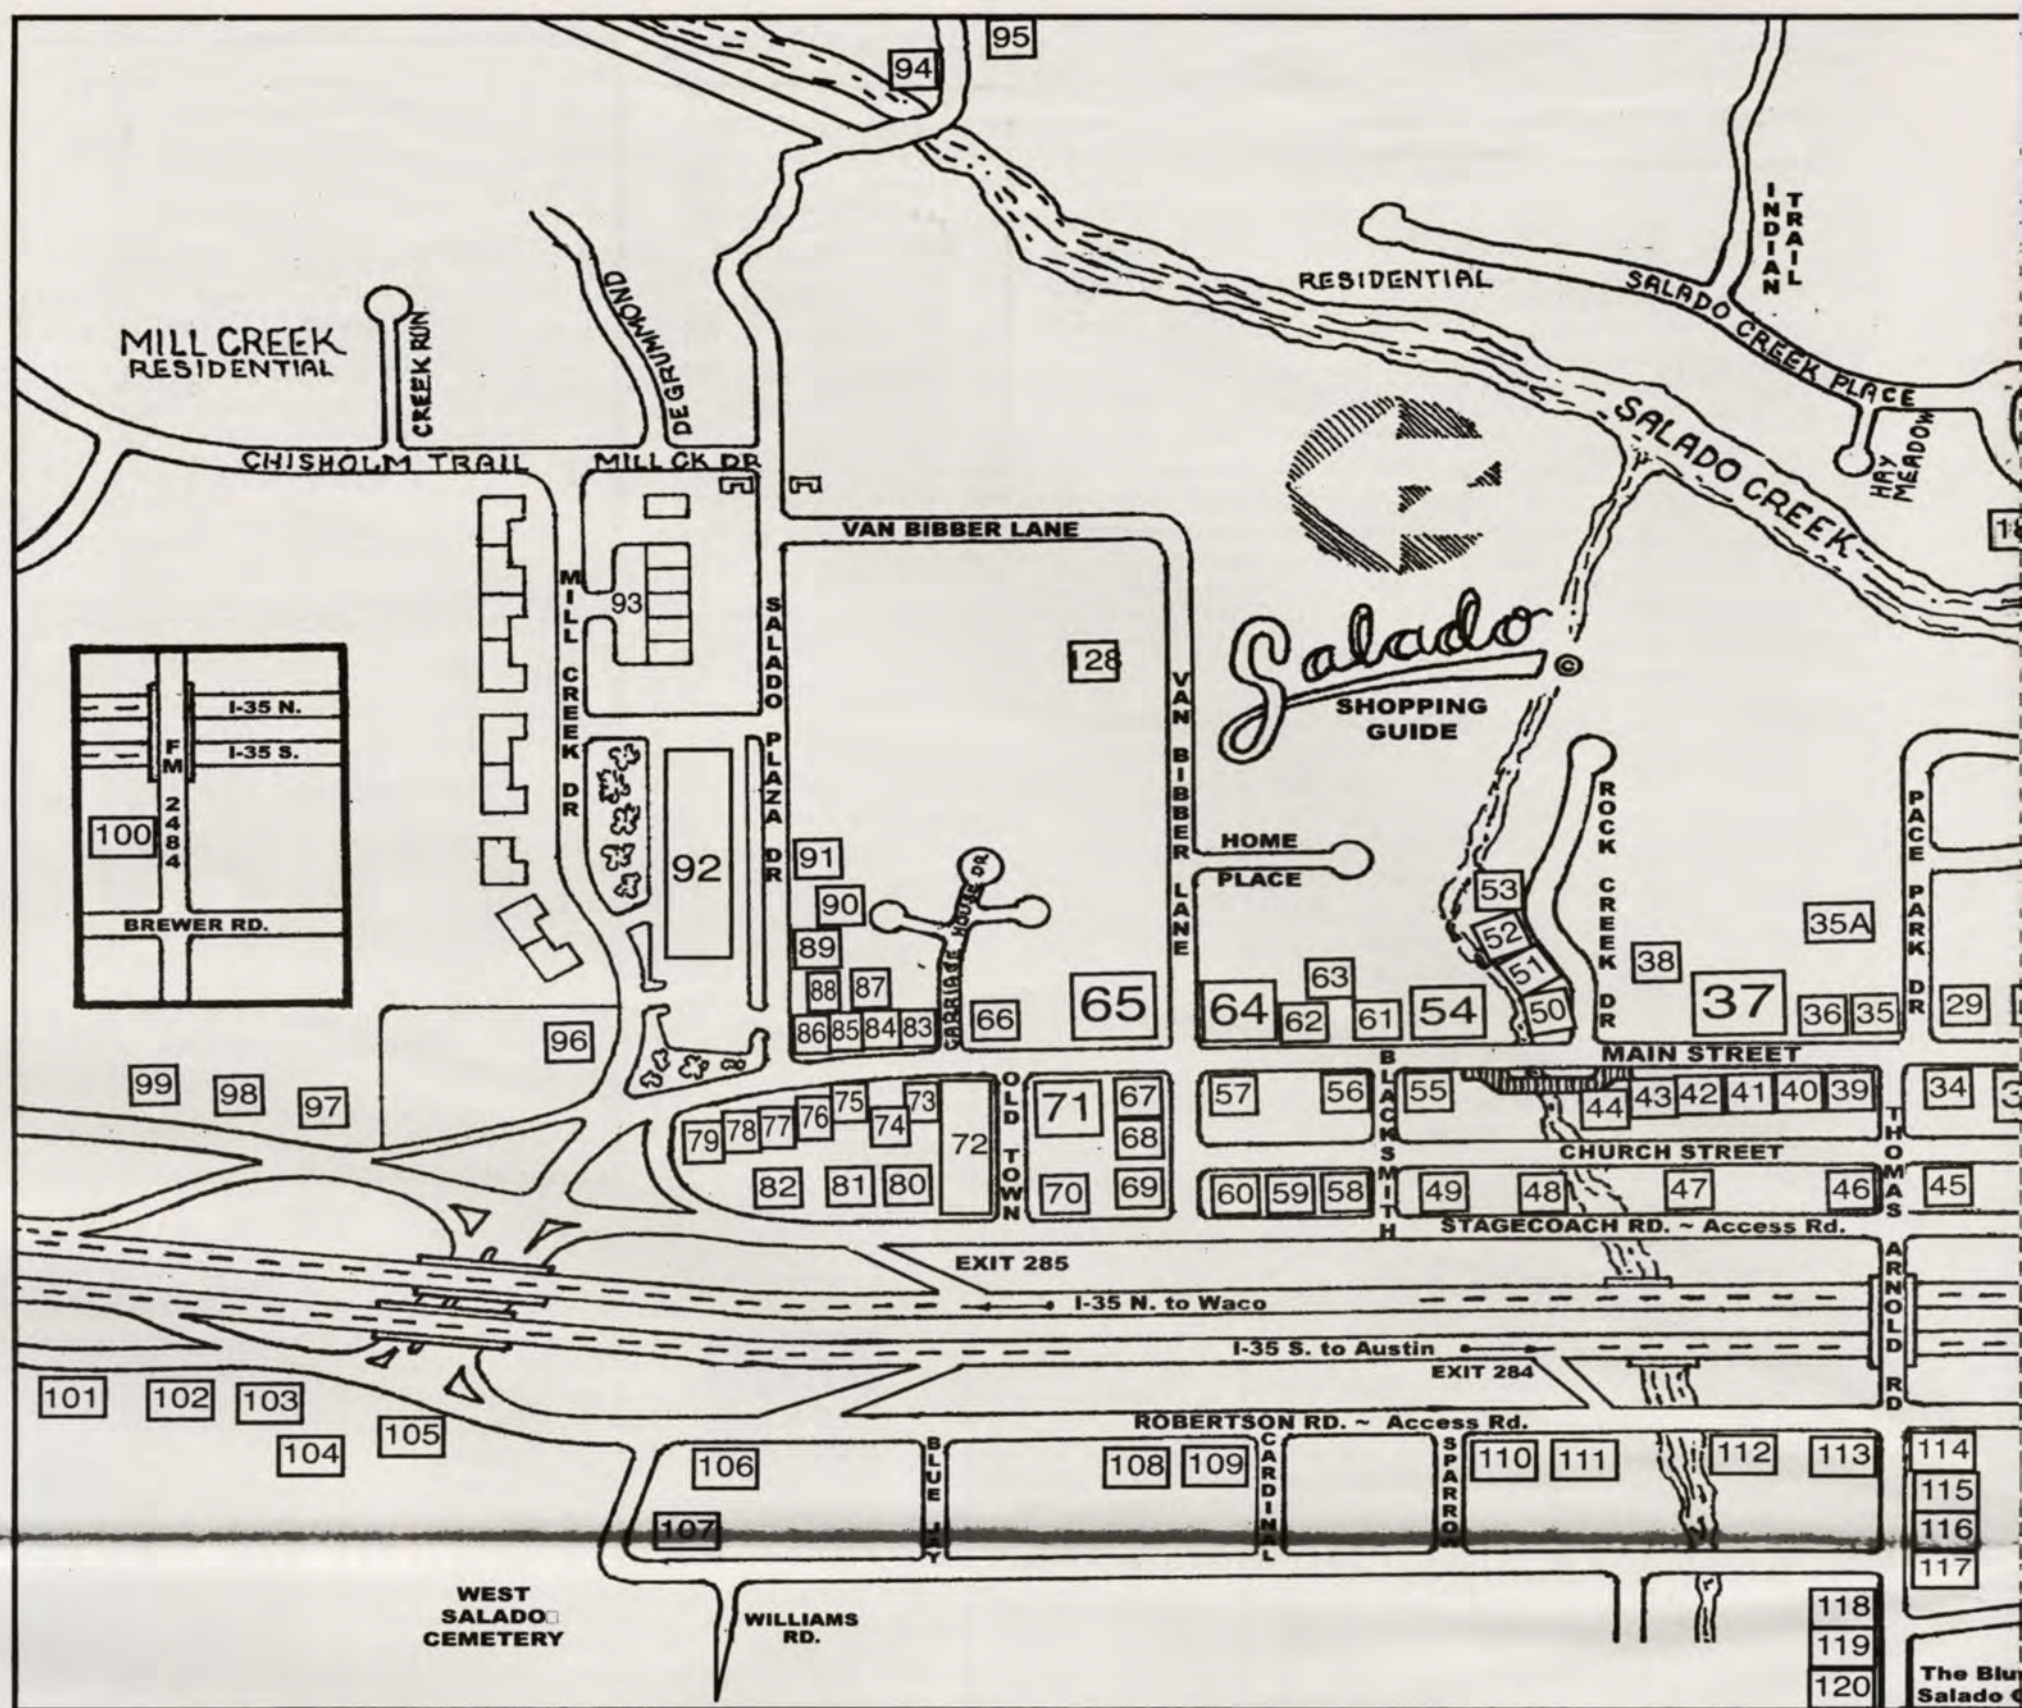 95
94
INDIAN
TRAIL
RESIDENTIAL
SALADO CREEK PLACE
DEGRUMMOND
MILL CREEK
RESIDENTIAL
CREEK RUN
HAY
MEADOW
SALADO CREEK
CHISHOLM TRAIL
MILL CK DR
VAN BIBBER LANE
MILL CREEK DR
93
SALADO PLAZA DR
128
VAN BIBBER LANE
Salado ©
SHOPPING
GUIDE
I-35 N.
I-35 S.
FM 2484
100
BREWER RD.
92
91
90
89
88
87
86
85
84
83
CARRIAGE HOUSE DR
66
65
HOME
PLACE
64
63
62
61
54
53
52
51
50
ROCK CREEK DR
38
37
35A
36
35
PACE PARK DR
29
MAIN STREET
96
99
98
97
79
78
77
76
75
74
73
72
82
81
80
OLD TOWN
71
67
68
70
69
57
56
BLACKSMITH
55
44
43
42
41
40
39
THOMAS
34
CHURCH STREET
60
59
58
49
48
47
46
45
STAGECOACH RD. ~ Access Rd.
EXIT 285
I-35 N. to Waco
I-35 S. to Austin
EXIT 284
ARNOLD RD
ROBERTSON RD. ~ Access Rd.
101
102
103
104
105
106
107
BLUE JAY
108
109
CARDINAL
SPARROW
110
111
112
113
114
115
116
117
118
119
120
WEST
SALADO
CEMETERY
WILLIAMS
RD.
The
Salado